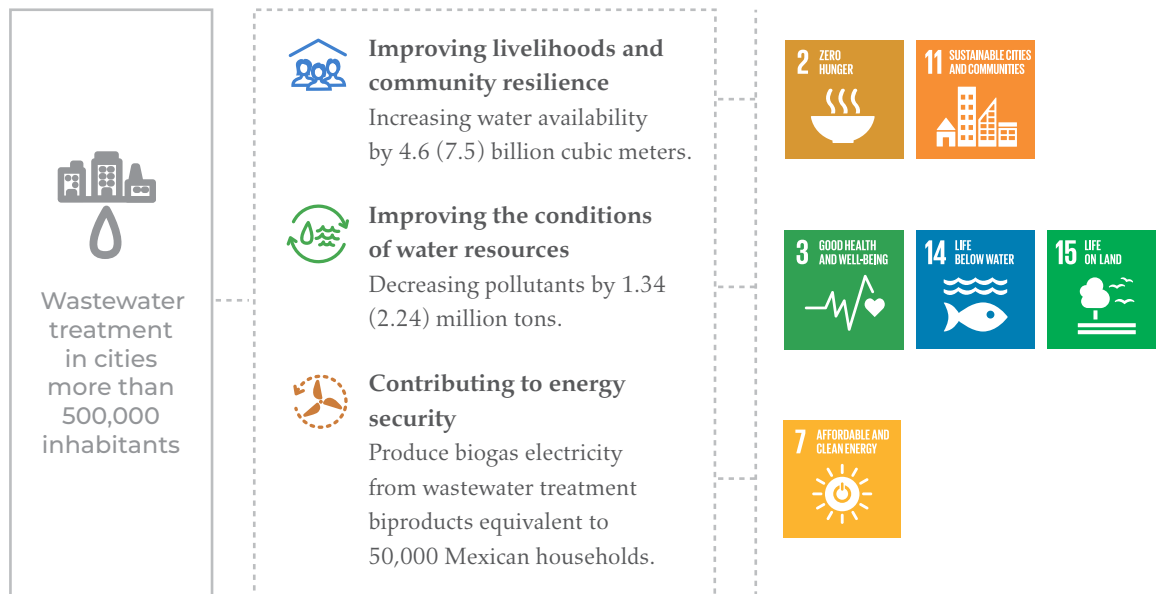 Wastewater
treatment
in cities
more than
500,000
inhabitants
Improving livelihoods and
community resilience
Increasing water availability
by 4.6 (7.5) billion cubic meters.
Improving the conditions
of water resources
Decreasing pollutants by 1.34
(2.24) million tons.
Contributing to energy
security
Produce biogas electricity
from wastewater treatment
biproducts equivalent to
50,000 Mexican households.
2 ZERO
HUNGER
11 SUSTAINABLE CITIES
AND COMMUNITIES
3 GOOD HEALTH
AND WELL-BEING
14 LIFE
BELOW WATER
15 LIFE
ON LAND
7 AFFORDABLE AND
CLEAN ENERGY